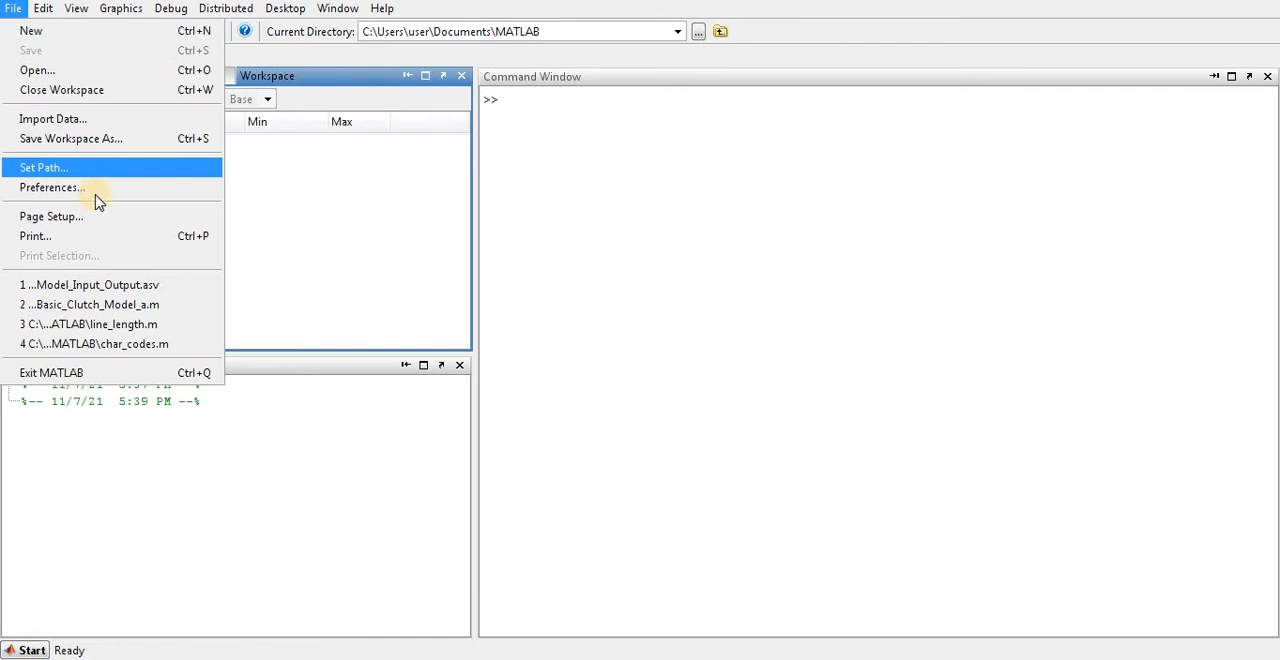 File Edit View Graphics Debug Distributed Desktop Window Help
New Ctrl+N
Current Directory: C:\Users\user\Documents\MATLAB ...
Save Ctrl+S
Open... Ctrl+O
Workspace
Command Window
Close Workspace Ctrl+W
Base
>>
Import Data...
Min Max
Save Workspace As... Ctrl+S
Set Path...
Preferences...
Page Setup...
Print... Ctrl+P
Print Selection...
1 ...Model_Input_Output.asv
2 ...Basic_Clutch_Model_a.m
3 C:\...ATLAB\line_length.m
4 C:\...MATLAB\char_codes.m
Exit MATLAB Ctrl+Q
%-- 11/7/21 5:39 PM --%
Start Ready